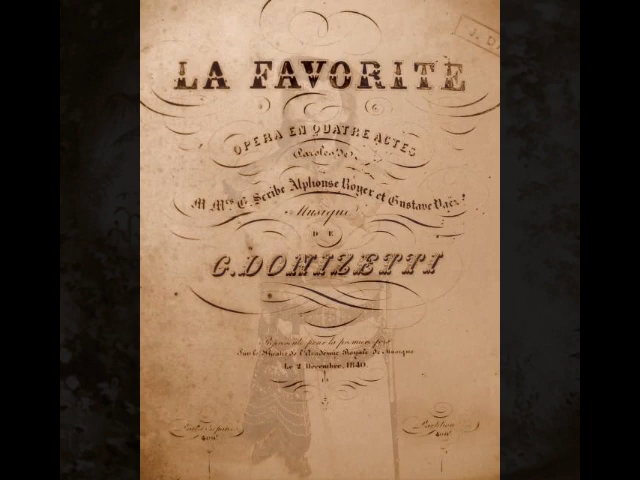 J. D
LA FAVORITE
OPERA EN QUATRE ACTES
Paroles de
M.Mrs E. Scribe Alphonse Royer et Gustave Vaëz
Musique
DE
G. DONIZETTI
Représenté pour la première fois
Sur le Théâtre de l'Académie Royale de Musique
Le 2 Décembre, 1840.